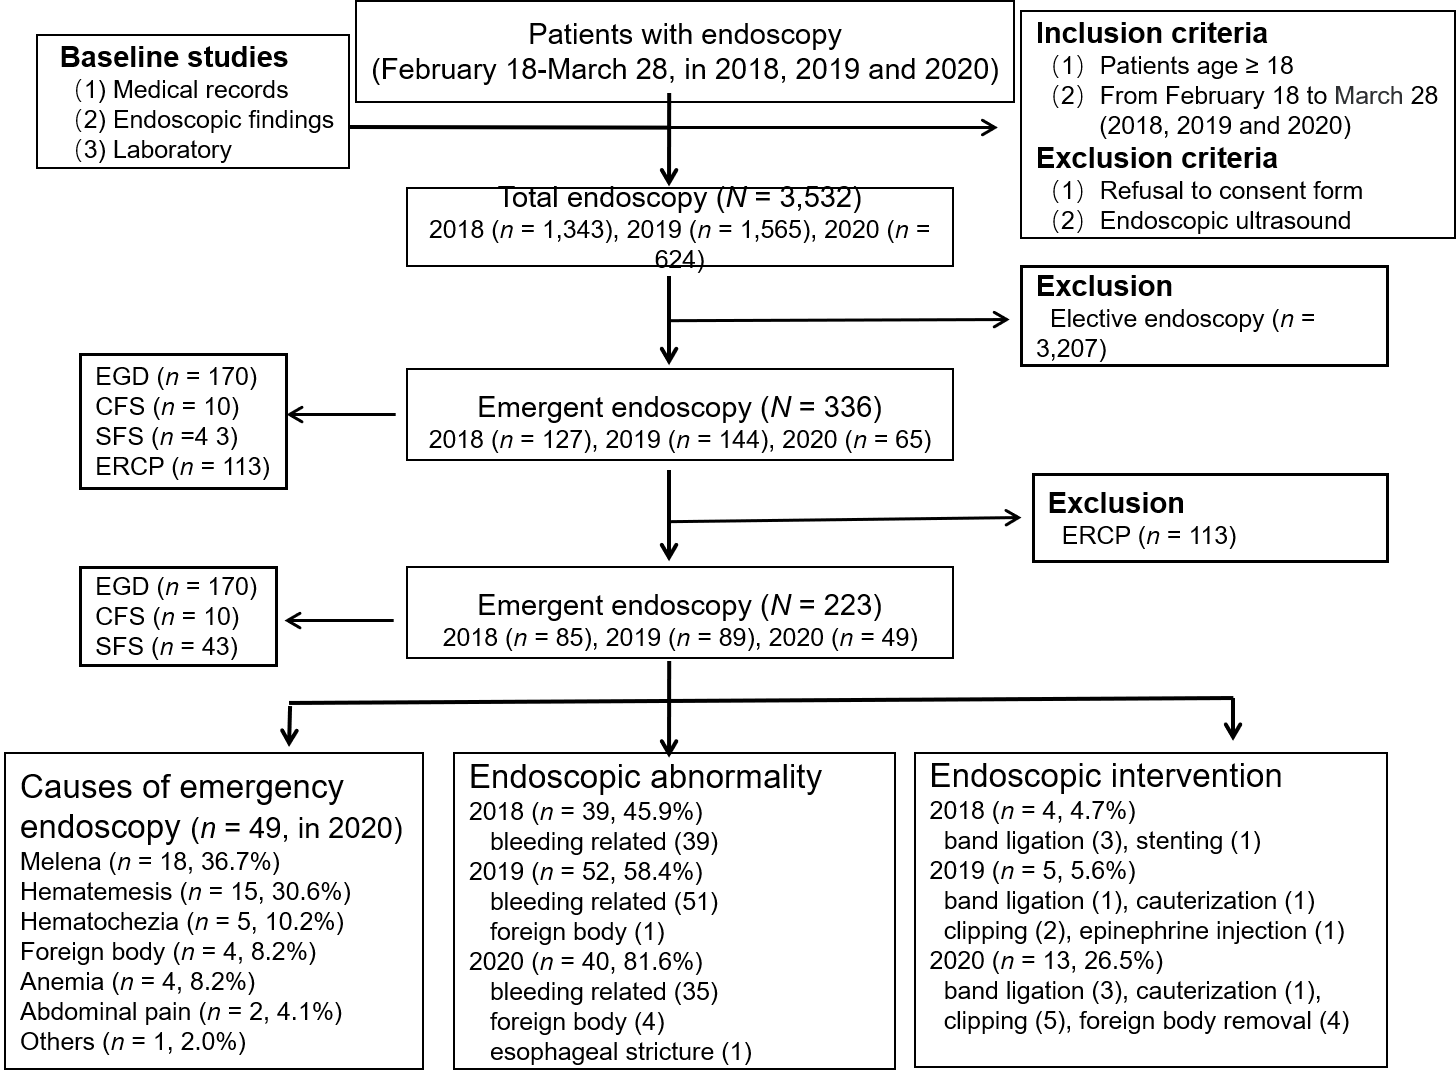 Patients with endoscopy
(February 18-March 28, in 2018, 2019 and 2020)
Baseline studies
(1) Medical records
(2) Endoscopic findings
(3) Laboratory
Inclusion criteria
(1) Patients age ≥ 18
(2) From February 18 to March 28
(2018, 2019 and 2020)
Exclusion criteria
(1) Refusal to consent form
(2) Endoscopic ultrasound
Total endoscopy (N = 3,532)
2018 (n = 1,343), 2019 (n = 1,565), 2020 (n =
624)
Exclusion
Elective endoscopy (n =
3,207)
EGD (n = 170)
CFS (n = 10)
SFS (n =4 3)
ERCP (n = 113)
Emergent endoscopy (N = 336)
2018 (n = 127), 2019 (n = 144), 2020 (n = 65)
Exclusion
ERCP (n = 113)
EGD (n = 170)
CFS (n = 10)
SFS (n = 43)
Emergent endoscopy (N = 223)
2018 (n = 85), 2019 (n = 89), 2020 (n = 49)
Causes of emergency
endoscopy (n = 49, in 2020)
Melena (n = 18, 36.7%)
Hematemesis (n = 15, 30.6%)
Hematochezia (n = 5, 10.2%)
Foreign body (n = 4, 8.2%)
Anemia (n = 4, 8.2%)
Abdominal pain (n = 2, 4.1%)
Others (n = 1, 2.0%)
Endoscopic abnormality
2018 (n = 39, 45.9%)
bleeding related (39)
2019 (n = 52, 58.4%)
bleeding related (51)
foreign body (1)
2020 (n = 40, 81.6%)
bleeding related (35)
foreign body (4)
esophageal stricture (1)
Endoscopic intervention
2018 (n = 4, 4.7%)
band ligation (3), stenting (1)
2019 (n = 5, 5.6%)
band ligation (1), cauterization (1)
clipping (2), epinephrine injection (1)
2020 (n = 13, 26.5%)
band ligation (3), cauterization (1),
clipping (5), foreign body removal (4)